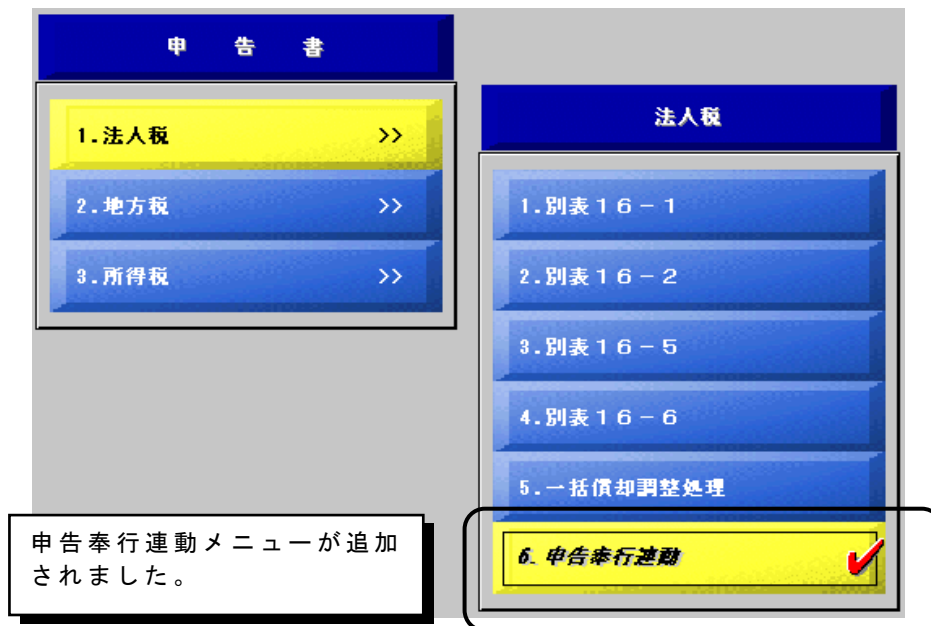 申 告 書
1.法人税 >>
2.地方税 >>
3.所得税 >>
法人税
1.別表16-1
2.別表16-2
3.別表16-5
4.別表16-6
5.一括償却調整処理
6.申告奉行連動
申告奉行連動メニューが追加
されました。